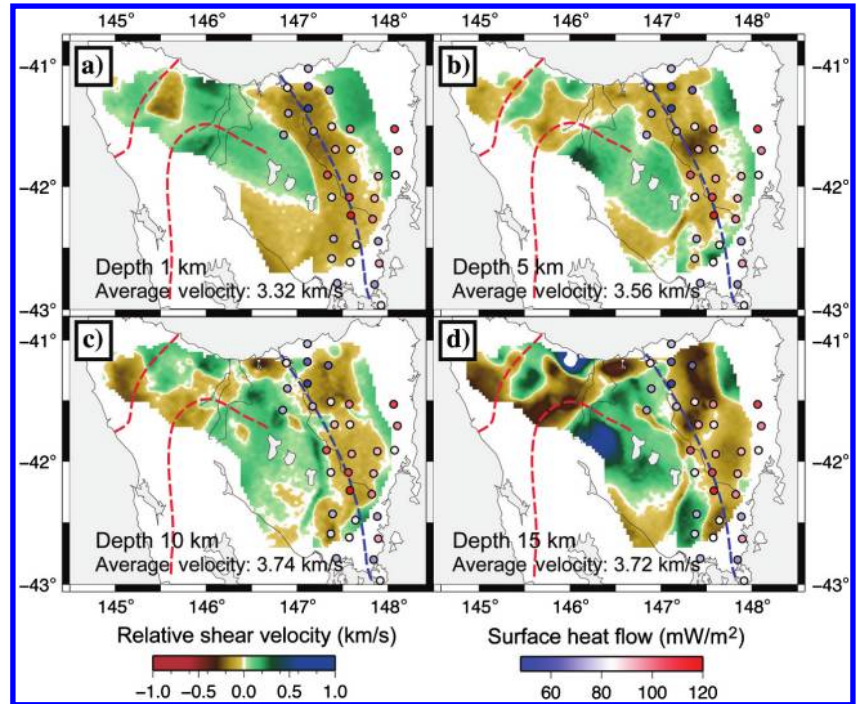 145° 146° 147° 148° 145° 146° 147° 148°
−41° a) b) −41°
−42° −42°
Depth 1 km Depth 5 km
−43° Average velocity: 3.32 km/s Average velocity: 3.56 km/s −43°
−41° c) d) −41°
−42° −42°
Depth 10 km Depth 15 km
−43° Average velocity: 3.74 km/s Average velocity: 3.72 km/s −43°
145° 146° 147° 148° 145° 146° 147° 148°
Relative shear velocity (km/s) Surface heat flow (mW/m²)
−1.0 −0.5 0.0 0.5 1.0 60 80 100 120